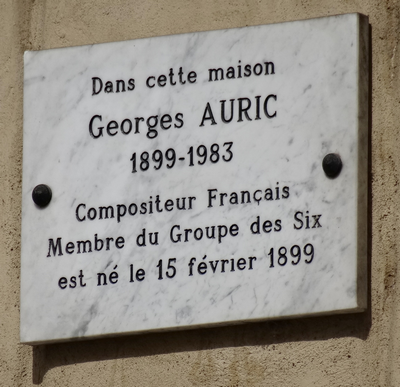 Dans cette maison
Georges AURIC
1899-1983
Compositeur Français
Membre du Groupe des Six
est né le 15 février 1899